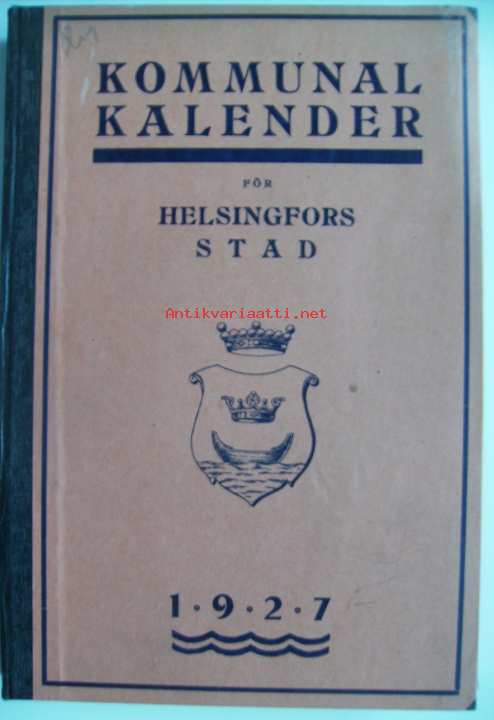 KOMMUNAL
KALENDER
FÖR
HELSINGFORS
STAD
Antikvariaatti.net
1·9·2·7